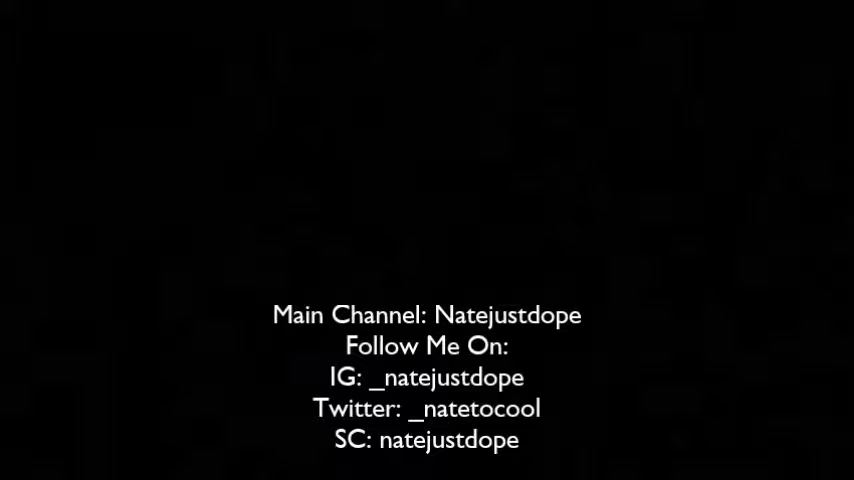 Main Channel: Natejustdope
Follow Me On:
IG: _natejustdope
Twitter: _natetocool
SC: natejustdope